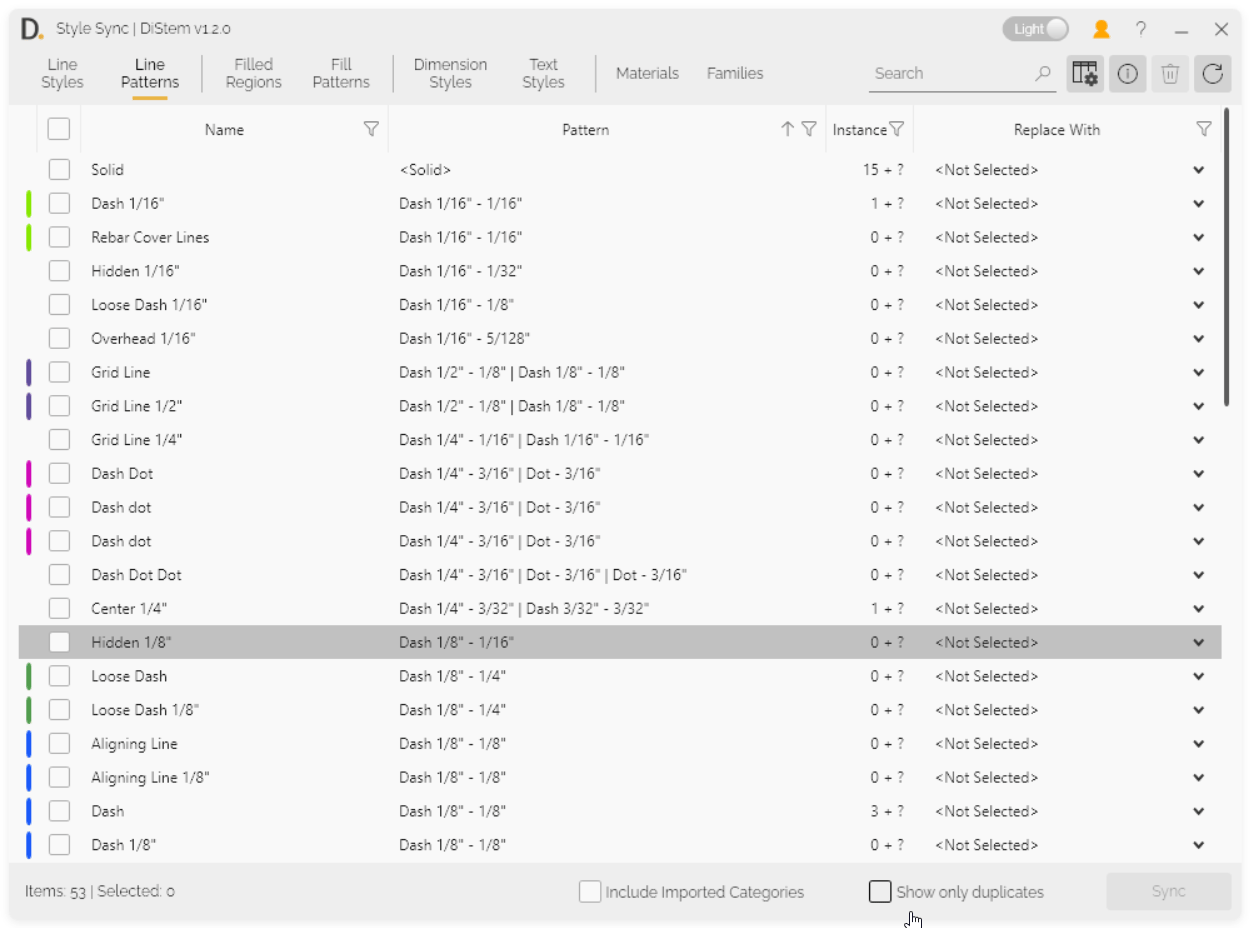 D. Style Sync | DiStem v1.2.0 Light ?
Line Styles Line Patterns Filled Regions Fill Patterns Dimension Styles Text Styles Materials Families Search
Name Pattern Instance Replace With
Solid <Solid> 15 + ? <Not Selected>
Dash 1/16" Dash 1/16" - 1/16" 1 + ? <Not Selected>
Rebar Cover Lines Dash 1/16" - 1/16" 0 + ? <Not Selected>
Hidden 1/16" Dash 1/16" - 1/32" 0 + ? <Not Selected>
Loose Dash 1/16" Dash 1/16" - 1/8" 0 + ? <Not Selected>
Overhead 1/16" Dash 1/16" - 5/128" 0 + ? <Not Selected>
Grid Line Dash 1/2" - 1/8" | Dash 1/8" - 1/8" 0 + ? <Not Selected>
Grid Line 1/2" Dash 1/2" - 1/8" | Dash 1/8" - 1/8" 0 + ? <Not Selected>
Grid Line 1/4" Dash 1/4" - 1/16" | Dash 1/16" - 1/16" 0 + ? <Not Selected>
Dash Dot Dash 1/4" - 3/16" | Dot - 3/16" 0 + ? <Not Selected>
Dash dot Dash 1/4" - 3/16" | Dot - 3/16" 0 + ? <Not Selected>
Dash dot Dash 1/4" - 3/16" | Dot - 3/16" 0 + ? <Not Selected>
Dash Dot Dot Dash 1/4" - 3/16" | Dot - 3/16" | Dot - 3/16" 0 + ? <Not Selected>
Center 1/4" Dash 1/4" - 3/32" | Dash 3/32" - 3/32" 1 + ? <Not Selected>
Hidden 1/8" Dash 1/8" - 1/16" 0 + ? <Not Selected>
Loose Dash Dash 1/8" - 1/4" 0 + ? <Not Selected>
Loose Dash 1/8" Dash 1/8" - 1/4" 0 + ? <Not Selected>
Aligning Line Dash 1/8" - 1/8" 0 + ? <Not Selected>
Aligning Line 1/8" Dash 1/8" - 1/8" 0 + ? <Not Selected>
Dash Dash 1/8" - 1/8" 3 + ? <Not Selected>
Dash 1/8" Dash 1/8" - 1/8" 0 + ? <Not Selected>
Items: 53 | Selected: 0 Include Imported Categories Show only duplicates Sync